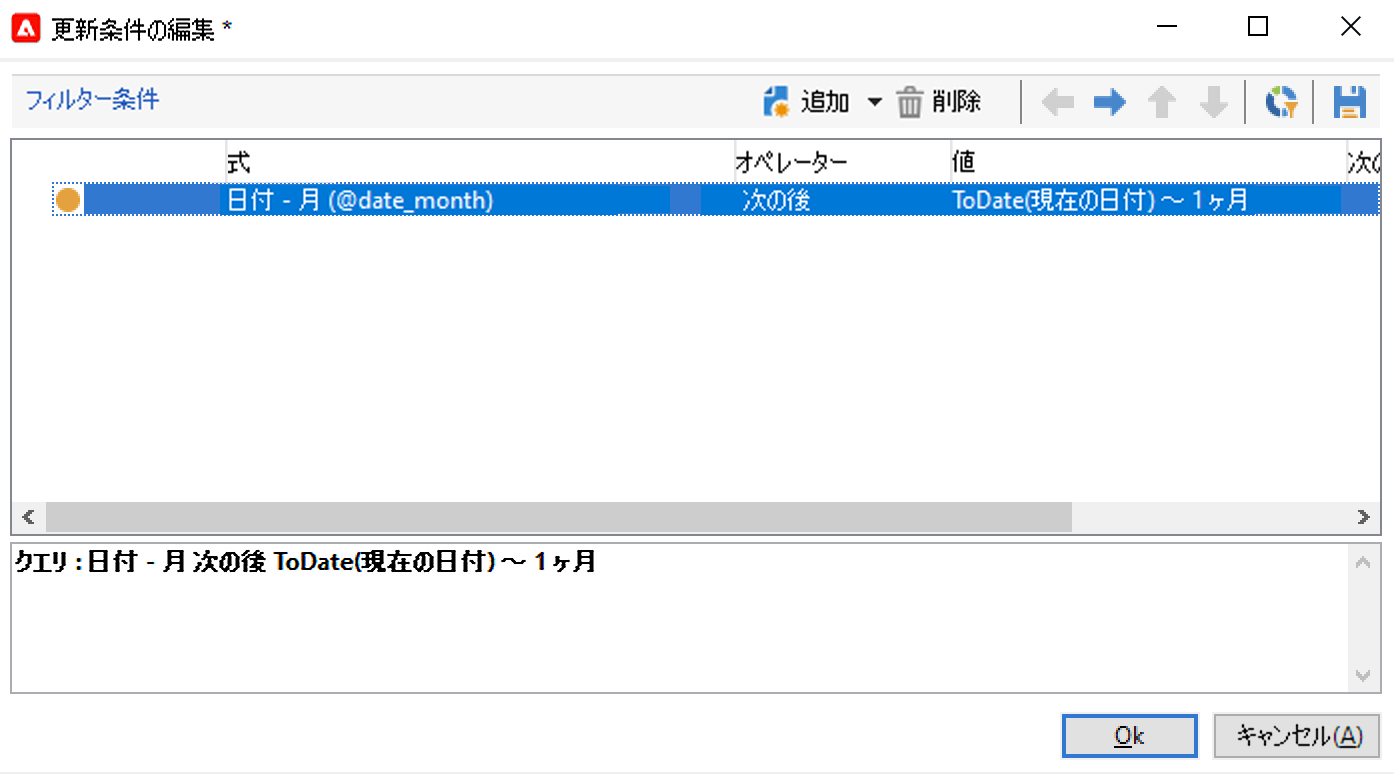 更新条件の編集 *
フィルター条件 追加 削除
式 オペレーター 値 次の
日付 - 月 (@date_month) 次の後 ToDate(現在の日付) ～ 1ヶ月
クエリ : 日付 - 月 次の後 ToDate(現在の日付) ～ 1ヶ月
Ok キャンセル(A)